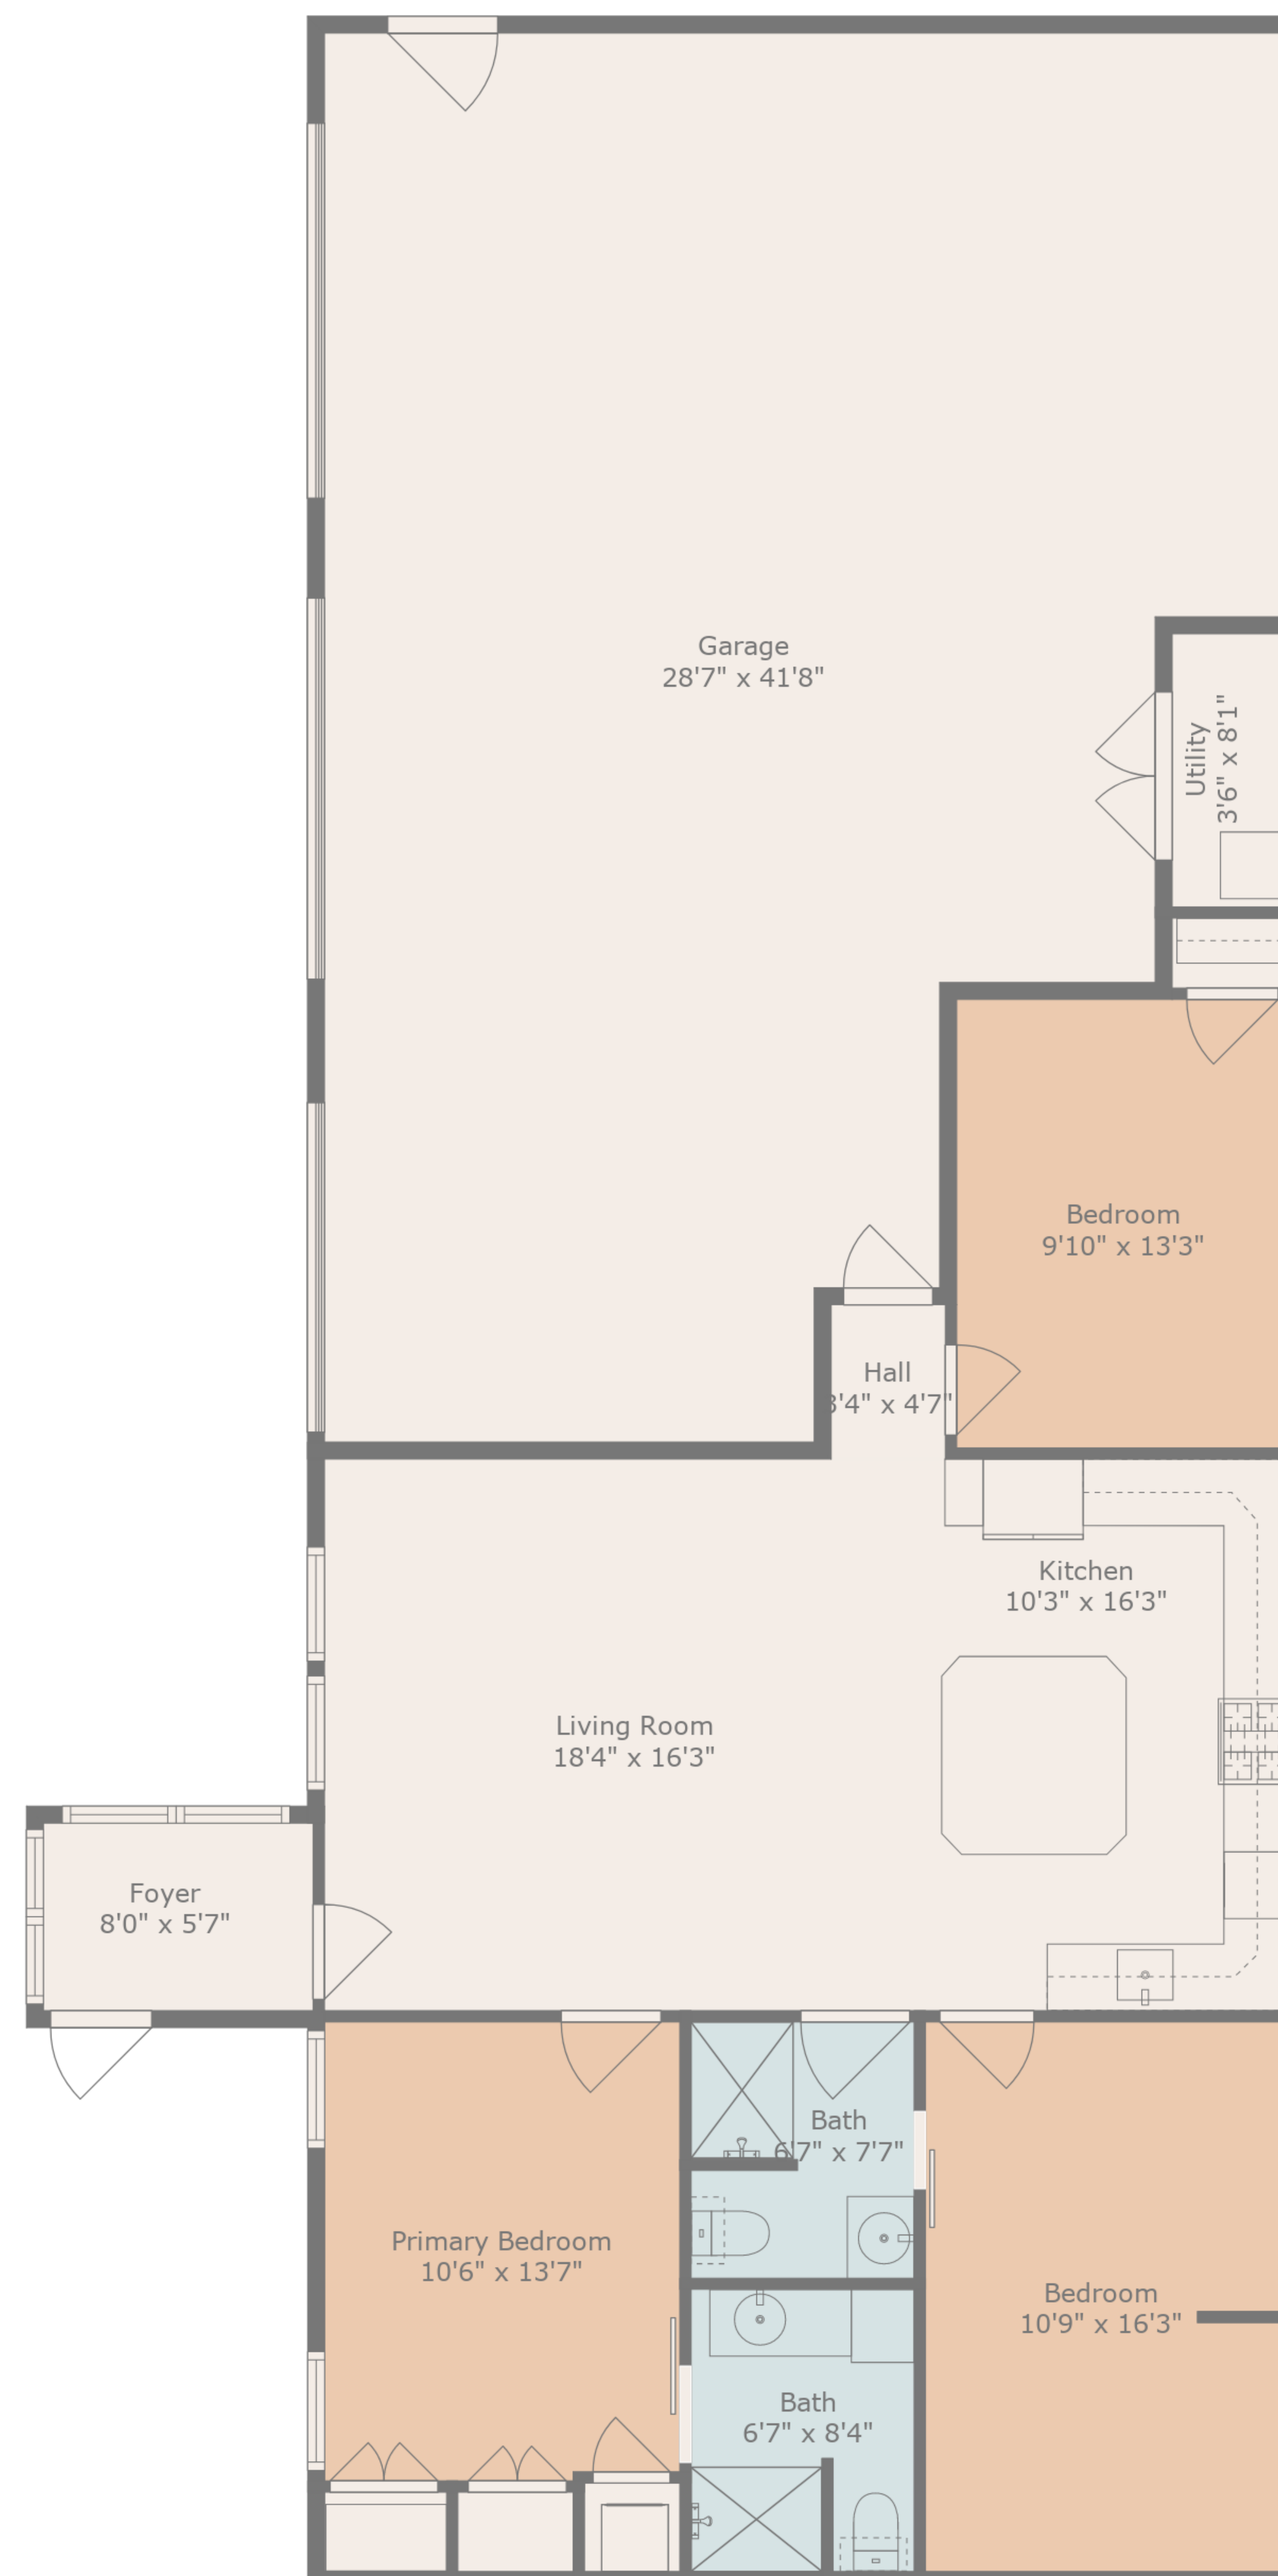 Garage
28'7" x 41'8"
Utility
3'6" x 8'1"
Bedroom
9'10" x 13'3"
Hall
3'4" x 4'7"
Kitchen
10'3" x 16'3"
Living Room
18'4" x 16'3"
Foyer
8'0" x 5'7"
Bath
6'7" x 7'7"
Primary Bedroom
10'6" x 13'7"
Bedroom
10'9" x 16'3"
Bath
6'7" x 8'4"